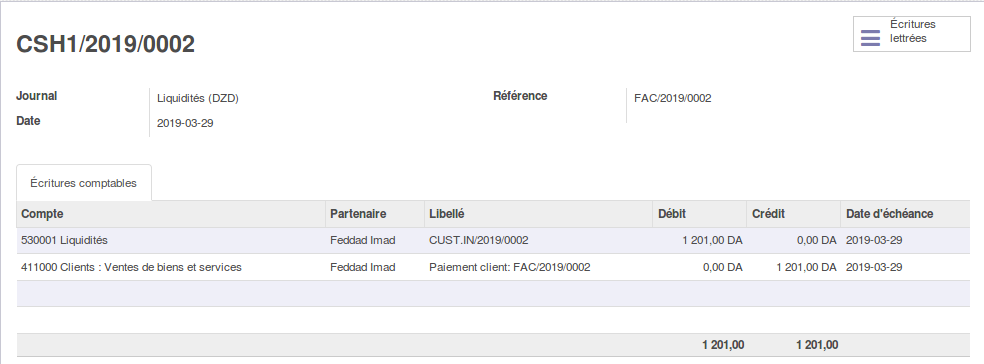 Écritures
lettrées
CSH1/2019/0002
Journal Liquidités (DZD) Référence FAC/2019/0002
Date 2019-03-29
Écritures comptables
Compte Partenaire Libellé Débit Crédit Date d'échéance
530001 Liquidités Feddad Imad CUST.IN/2019/0002 1 201,00 DA 0,00 DA 2019-03-29
411000 Clients : Ventes de biens et services Feddad Imad Paiement client: FAC/2019/0002 0,00 DA 1 201,00 DA 2019-03-29
1 201,00 1 201,00